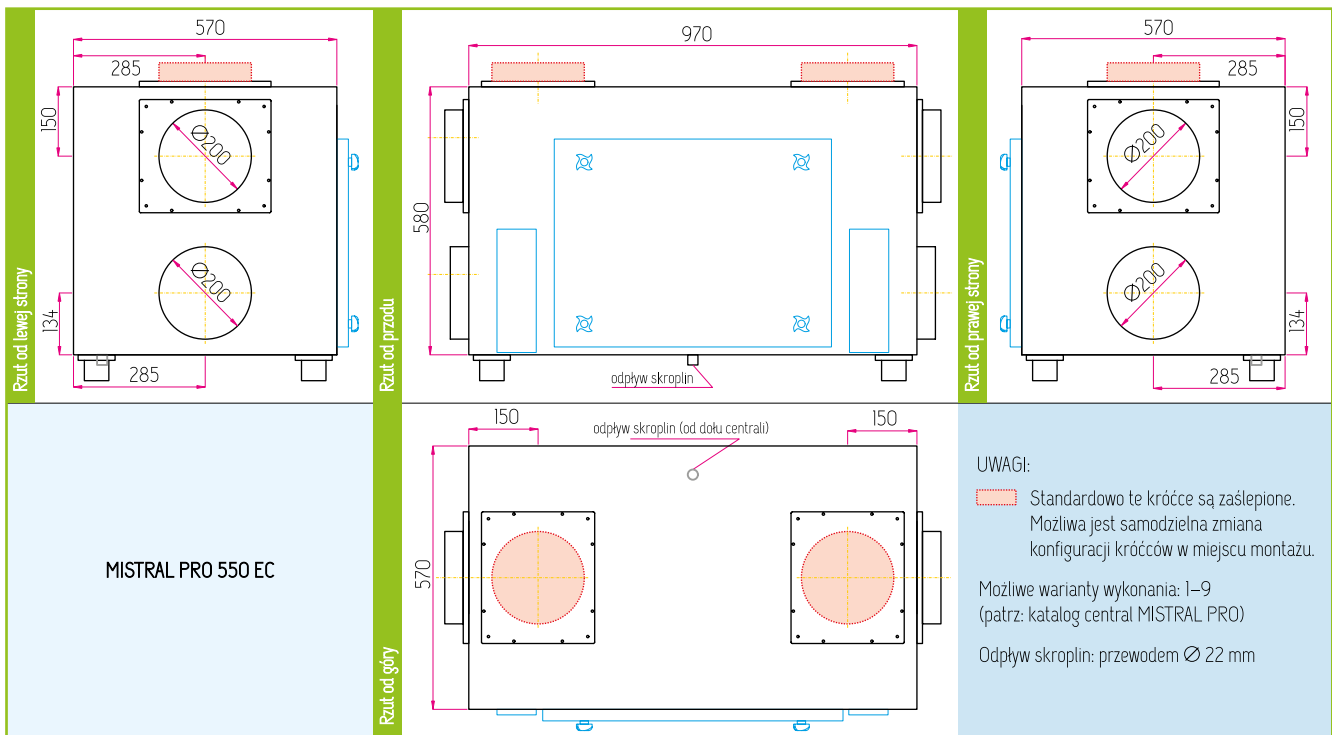 Rzut od lewej strony
570
285
150
Ø200
Ø200
134
285
Rzut od przodu
970
580
odpływ skroplin
Rzut od prawej strony
570
285
150
Ø200
Ø200
134
285
MISTRAL PRO 550 EC
Rzut od góry
150
odpływ skroplin (od dołu centrali)
150
570
UWAGI:
Standardowo te króćce są zaślepione.
Możliwa jest samodzielna zmiana
konfiguracji króćców w miejscu montażu.
Możliwe warianty wykonania: 1–9
(patrz: katalog central MISTRAL PRO)
Odpływ skroplin: przewodem Ø 22 mm